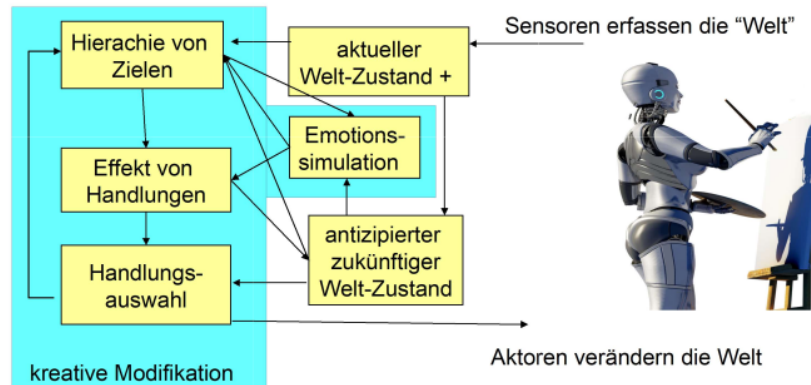 Sensoren erfassen die “Welt”
Hierachie von
Zielen
aktueller
Welt-Zustand +
Emotions-
simulation
Effekt von
Handlungen
antizipierter
zukünftiger
Welt-Zustand
Handlungs-
auswahl
Aktoren verändern die Welt
kreative Modifikation